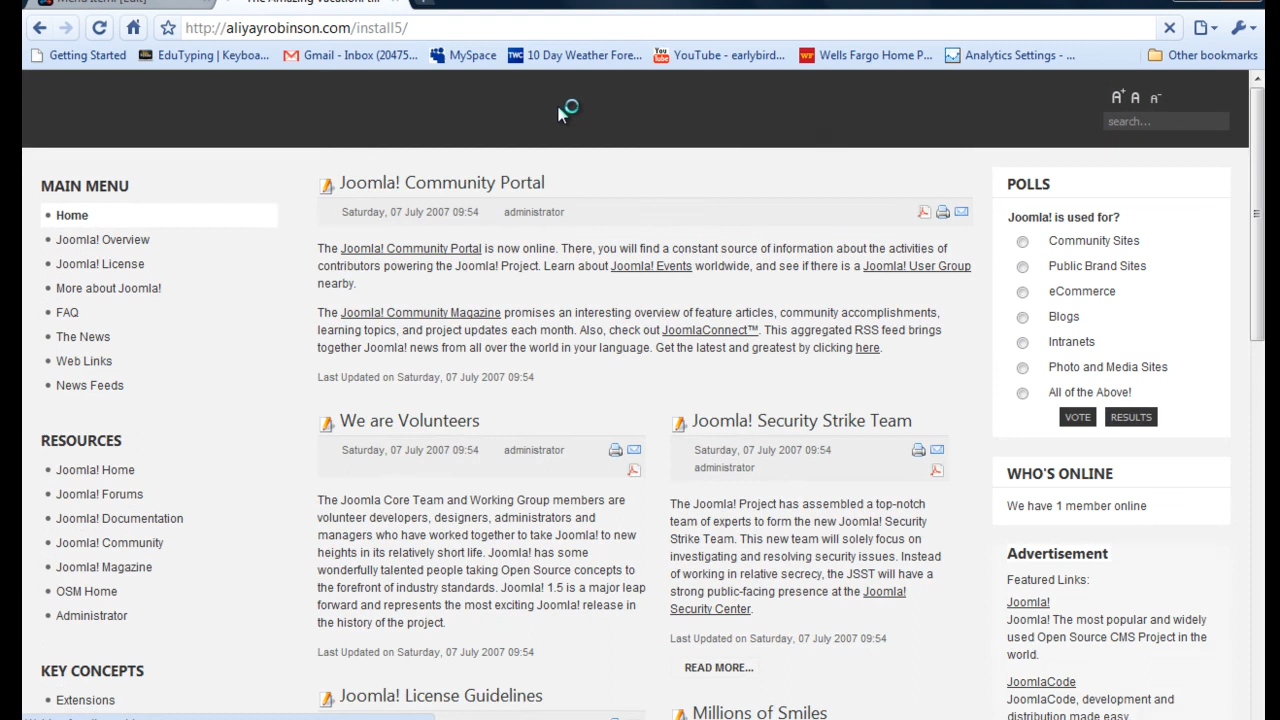 Menu Item: [Edit]
The Amazing Vacation! t...
http://aliyayrobinson.com/install5/
Getting Started
EduTyping | Keyboa...
Gmail - Inbox (20475...
MySpace
TWC
10 Day Weather Fore...
You Tube
YouTube - earlybird...
WF
Wells Fargo Home P...
Analytics Settings - ...
Other bookmarks
A+ A A-
search...
MAIN MENU
Home
Joomla! Overview
Joomla! License
More about Joomla!
FAQ
The News
Web Links
News Feeds
RESOURCES
Joomla! Home
Joomla! Forums
Joomla! Documentation
Joomla! Community
Joomla! Magazine
OSM Home
Administrator
KEY CONCEPTS
Extensions
Joomla! Community Portal
Saturday, 07 July 2007 09:54 administrator
The Joomla! Community Portal is now online. There, you will find a constant source of information about the activities of
contributors powering the Joomla! Project. Learn about Joomla! Events worldwide, and see if there is a Joomla! User Group
nearby.
The Joomla! Community Magazine promises an interesting overview of feature articles, community accomplishments,
learning topics, and project updates each month. Also, check out JoomlaConnect™. This aggregated RSS feed brings
together Joomla! news from all over the world in your language. Get the latest and greatest by clicking here.
Last Updated on Saturday, 07 July 2007 09:54
We are Volunteers
Saturday, 07 July 2007 09:54 administrator
The Joomla Core Team and Working Group members are
volunteer developers, designers, administrators and
managers who have worked together to take Joomla! to new
heights in its relatively short life. Joomla! has some
wonderfully talented people taking Open Source concepts to
the forefront of industry standards. Joomla! 1.5 is a major leap
forward and represents the most exciting Joomla! release in
the history of the project.
Last Updated on Saturday, 07 July 2007 09:54
Joomla! License Guidelines
Joomla! Security Strike Team
Saturday, 07 July 2007 09:54
administrator
The Joomla! Project has assembled a top-notch
team of experts to form the new Joomla! Security
Strike Team. This new team will solely focus on
investigating and resolving security issues. Instead
of working in relative secrecy, the JSST will have a
strong public-facing presence at the Joomla!
Security Center.
Last Updated on Saturday, 07 July 2007 09:54
READ MORE...
Millions of Smiles
POLLS
Joomla! is used for?
Community Sites
Public Brand Sites
eCommerce
Blogs
Intranets
Photo and Media Sites
All of the Above!
VOTE RESULTS
WHO'S ONLINE
We have 1 member online
Advertisement
Featured Links:
Joomla!
Joomla! The most popular and widely
used Open Source CMS Project in the
world.
JoomlaCode
JoomlaCode, development and
distribution made easy